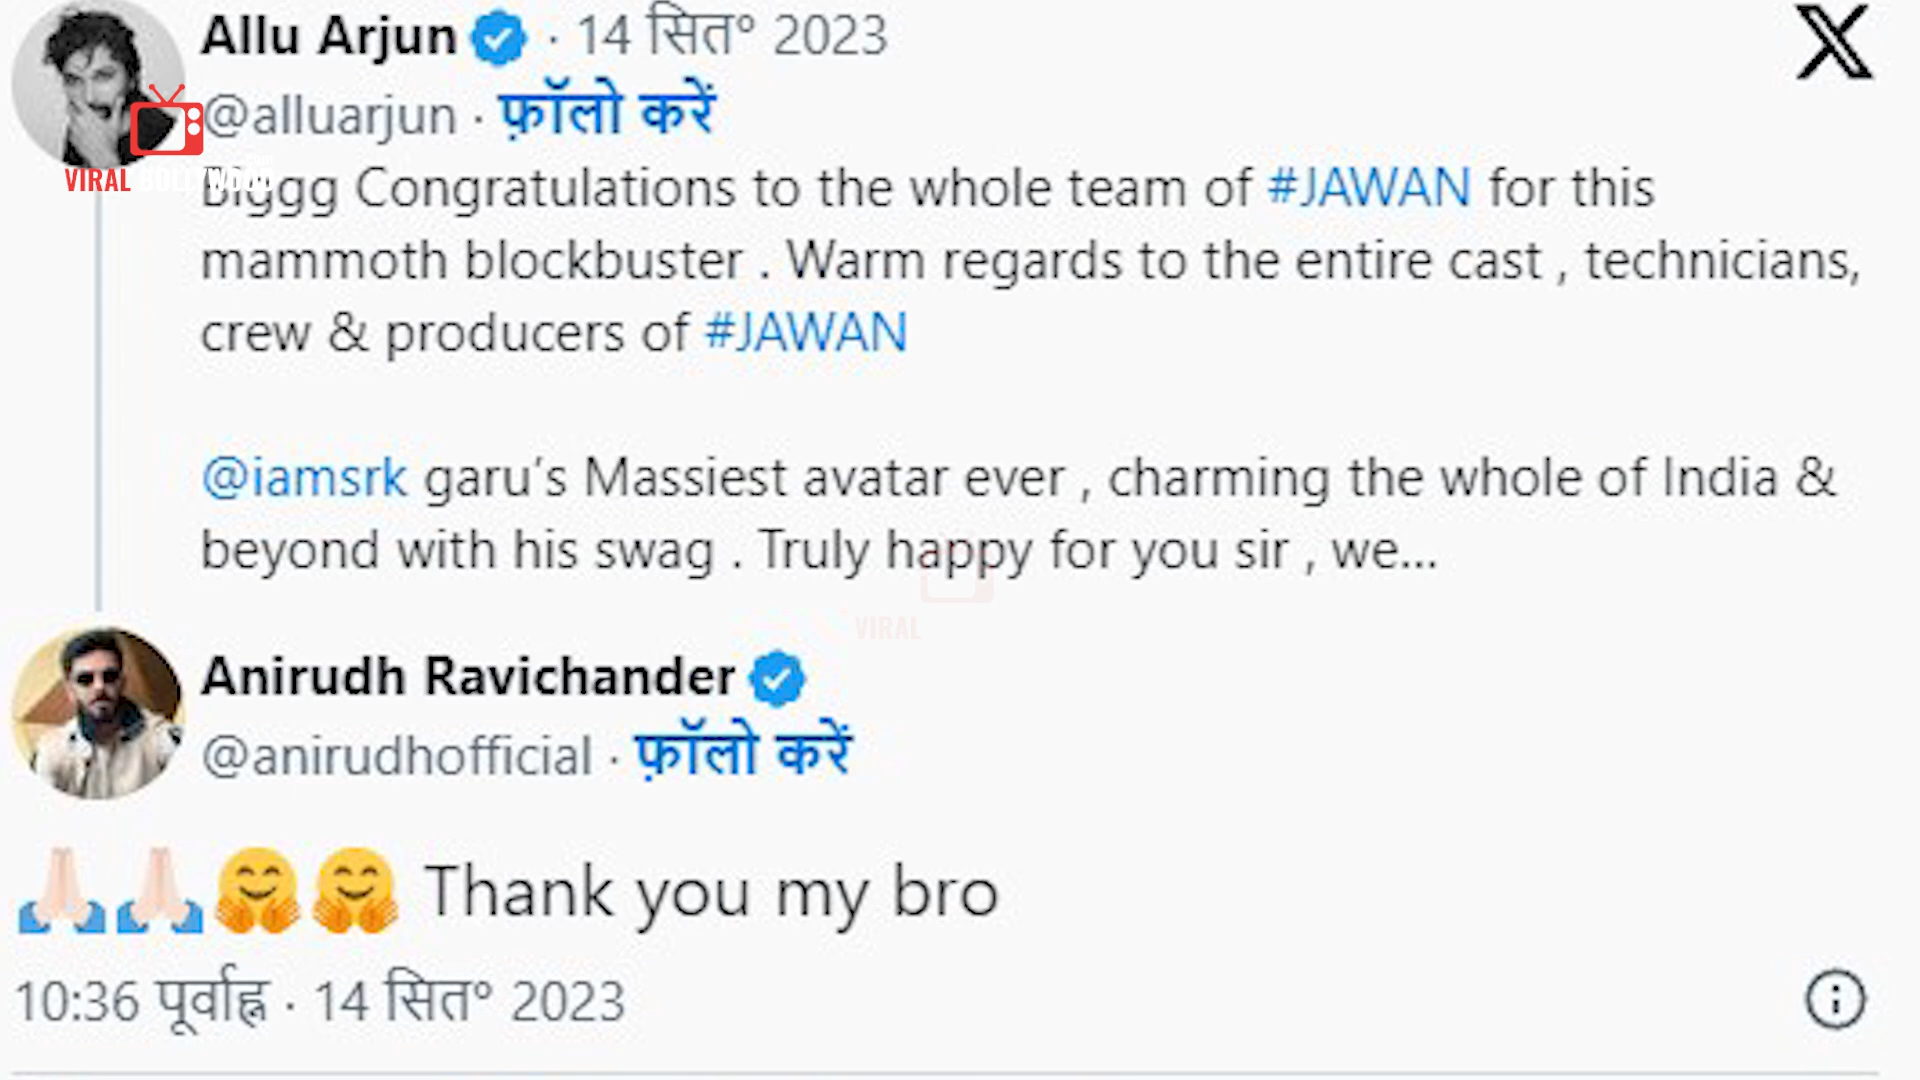 Allu Arjun · 14 सित॰ 2023
@alluarjun · फ़ॉलो करें
VIRAL BOLLYWOOD
Biggg Congratulations to the whole team of #JAWAN for this
mammoth blockbuster . Warm regards to the entire cast , technicians,
crew & producers of #JAWAN
@iamsrk garu’s Massiest avatar ever , charming the whole of India &
beyond with his swag . Truly happy for you sir , we...
VIRAL
Anirudh Ravichander
@anirudhofficial · फ़ॉलो करें
🙏🏻🙏🏻🤗🤗 Thank you my bro
10:36 पूर्वाह्न · 14 सित॰ 2023